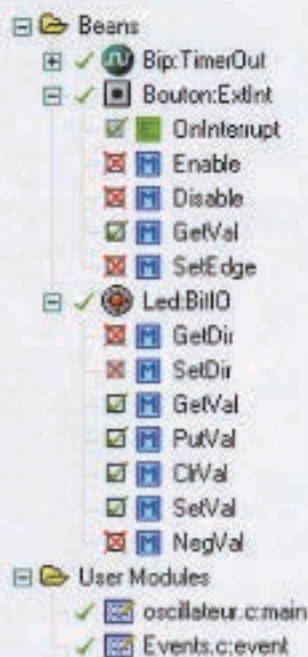 Beans
Bip:TimerOut
Bouton:ExtInt
OnInterrupt
Enable
Disable
GetVal
SetEdge
Led:BitIO
GetDir
SetDir
GetVal
PutVal
ClrVal
SetVal
NegVal
User Modules
oscillateur.c:main
Events.c:event